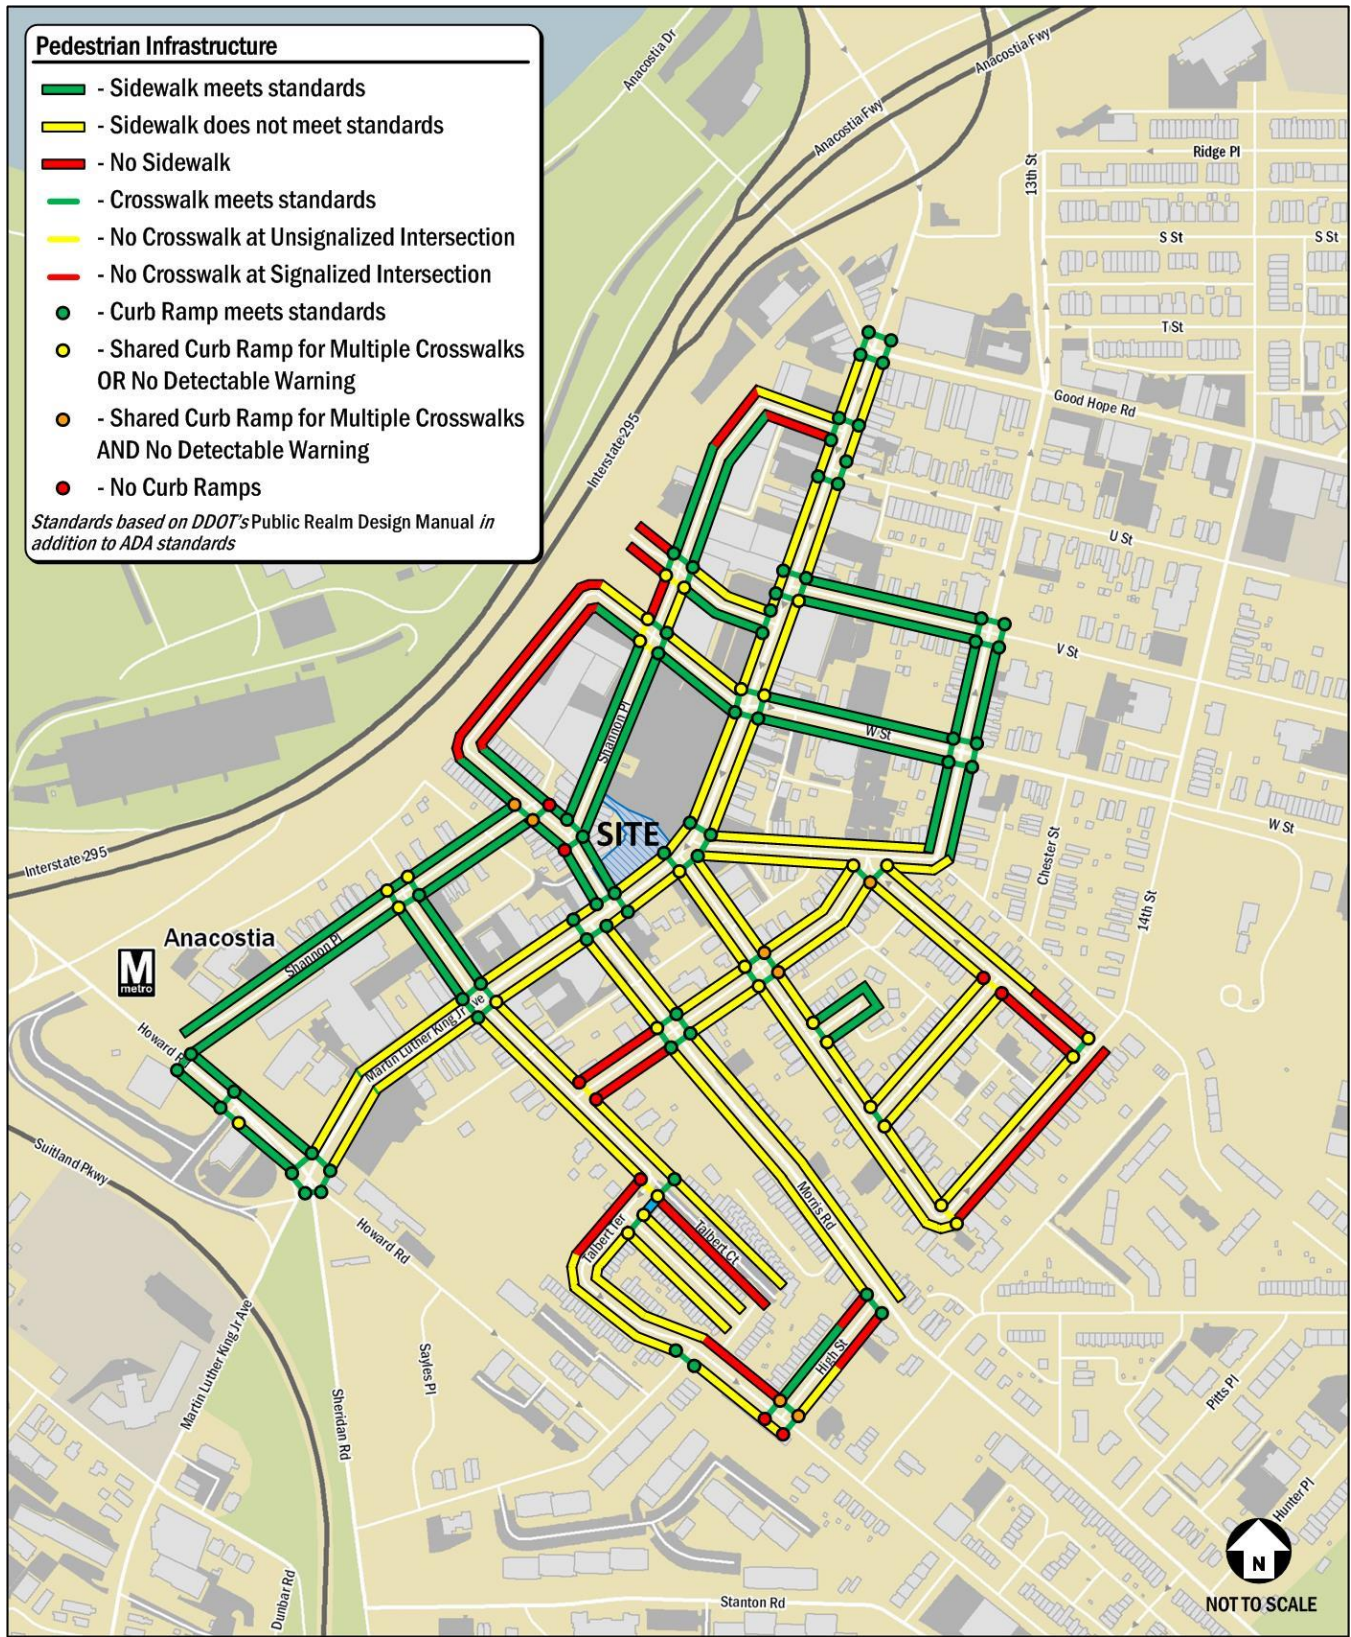 Pedestrian Infrastructure
- Sidewalk meets standards
- Sidewalk does not meet standards
- No Sidewalk
- Crosswalk meets standards
- No Crosswalk at Unsignalized Intersection
- No Crosswalk at Signalized Intersection
- Curb Ramp meets standards
- Shared Curb Ramp for Multiple Crosswalks
OR No Detectable Warning
- Shared Curb Ramp for Multiple Crosswalks
AND No Detectable Warning
- No Curb Ramps
Standards based on DDOT's Public Realm Design Manual in
addition to ADA standards
Anacostia Dr
Anacostia Fwy
Anacostia Fwy
13th St
Ridge Pl
S St
S St
T St
Good Hope Rd
Interstate 295
U St
V St
W St
Shannon Pl
SITE
W St
Chester St
14th St
Interstate 295
Anacostia
M
metro
Shannon Pl
Howard
Martin Luther King Jr Ave
Suitland Pkwy
Howard Rd
Morris Rd
Talbert Ter
Talbert Ct
High St
Martin Luther King Jr Ave
Sayles Pl
Sheridan Rd
Pitts Pl
Hunter Pl
Dunbar Rd
Stanton Rd
N
NOT TO SCALE